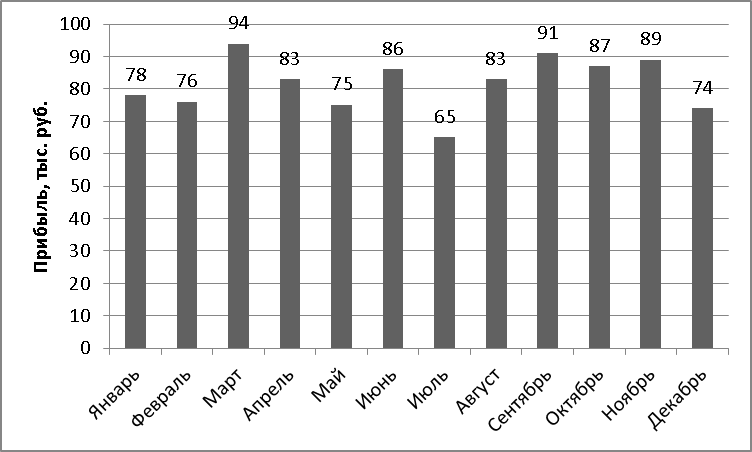 Прибыль, тыс. руб.
100
90
80
70
60
50
40
30
20
10
0
78
76
94
83
75
86
65
83
91
87
89
74
Январь
Февраль
Март
Апрель
Май
Июнь
Июль
Август
Сентябрь
Октябрь
Ноябрь
Декабрь